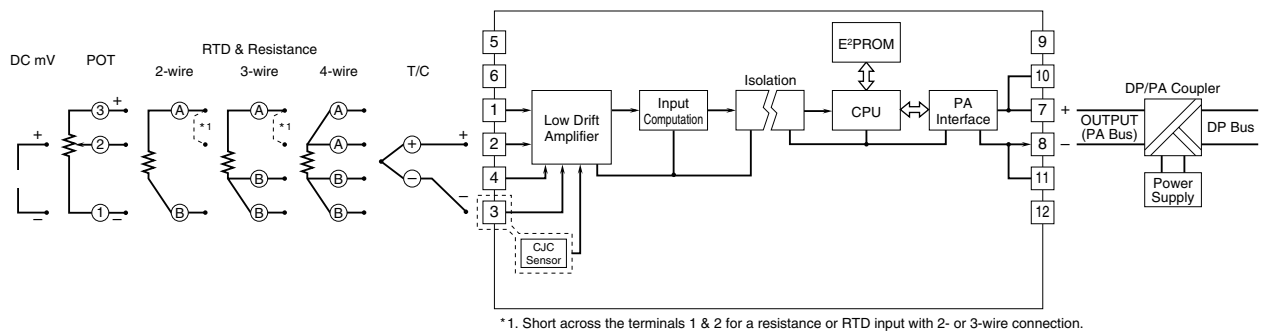 DC mV
POT
RTD & Resistance
2-wire
3-wire
4-wire
T/C
+
−
3
+
2
1
−
A
*1
B
A
*1
B
B
A
A
B
B
+
−
+
−
5
6
1
2
4
3
Low Drift
Amplifier
CJC
Sensor
Input
Computation
Isolation
E²PROM
CPU
PA
Interface
9
10
7
8
11
12
+
OUTPUT
(PA Bus)
−
DP/PA Coupler
DP Bus
Power
Supply
*1. Short across the terminals 1 & 2 for a resistance or RTD input with 2- or 3-wire connection.